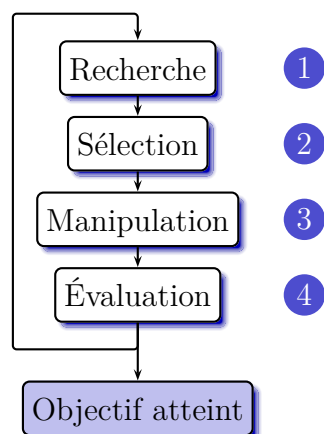 Recherche 1
Sélection 2
Manipulation 3
Évaluation 4
Objectif atteint